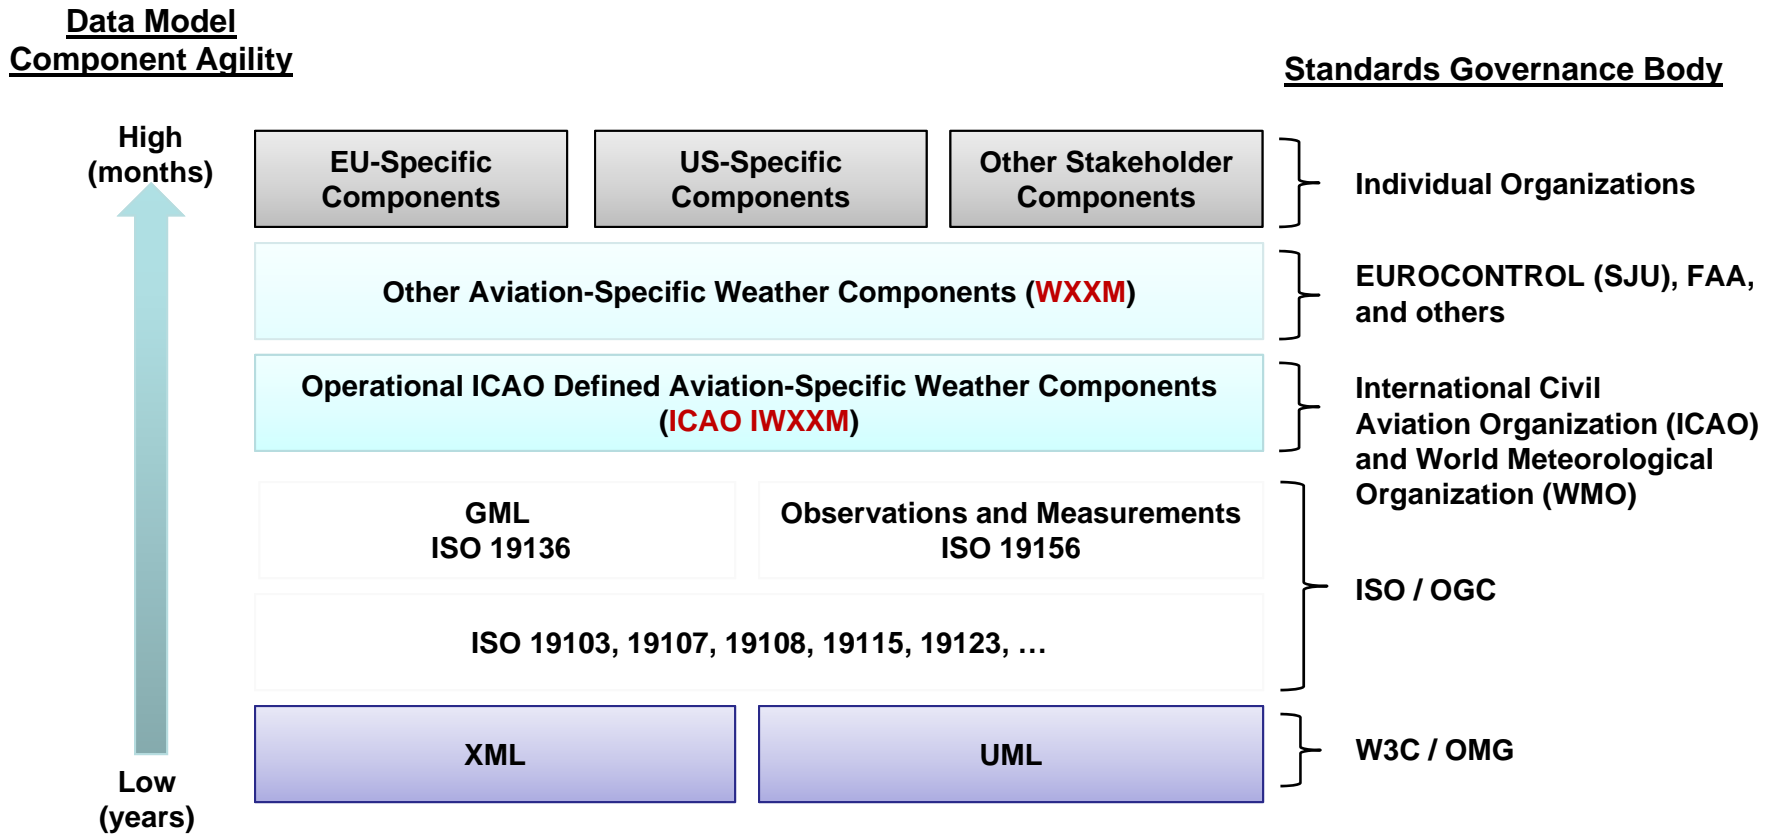 Data Model
Component Agility
Standards Governance Body
High
(months)
EU-Specific
Components
US-Specific
Components
Other Stakeholder
Components
Individual Organizations
Other Aviation-Specific Weather Components (WXXM)
EUROCONTROL (SJU), FAA,
and others
Operational ICAO Defined Aviation-Specific Weather Components
(ICAO IWXXM)
International Civil
Aviation Organization (ICAO)
and World Meteorological
Organization (WMO)
GML
ISO 19136
Observations and Measurements
ISO 19156
ISO / OGC
ISO 19103, 19107, 19108, 19115, 19123, …
XML
UML
W3C / OMG
Low
(years)